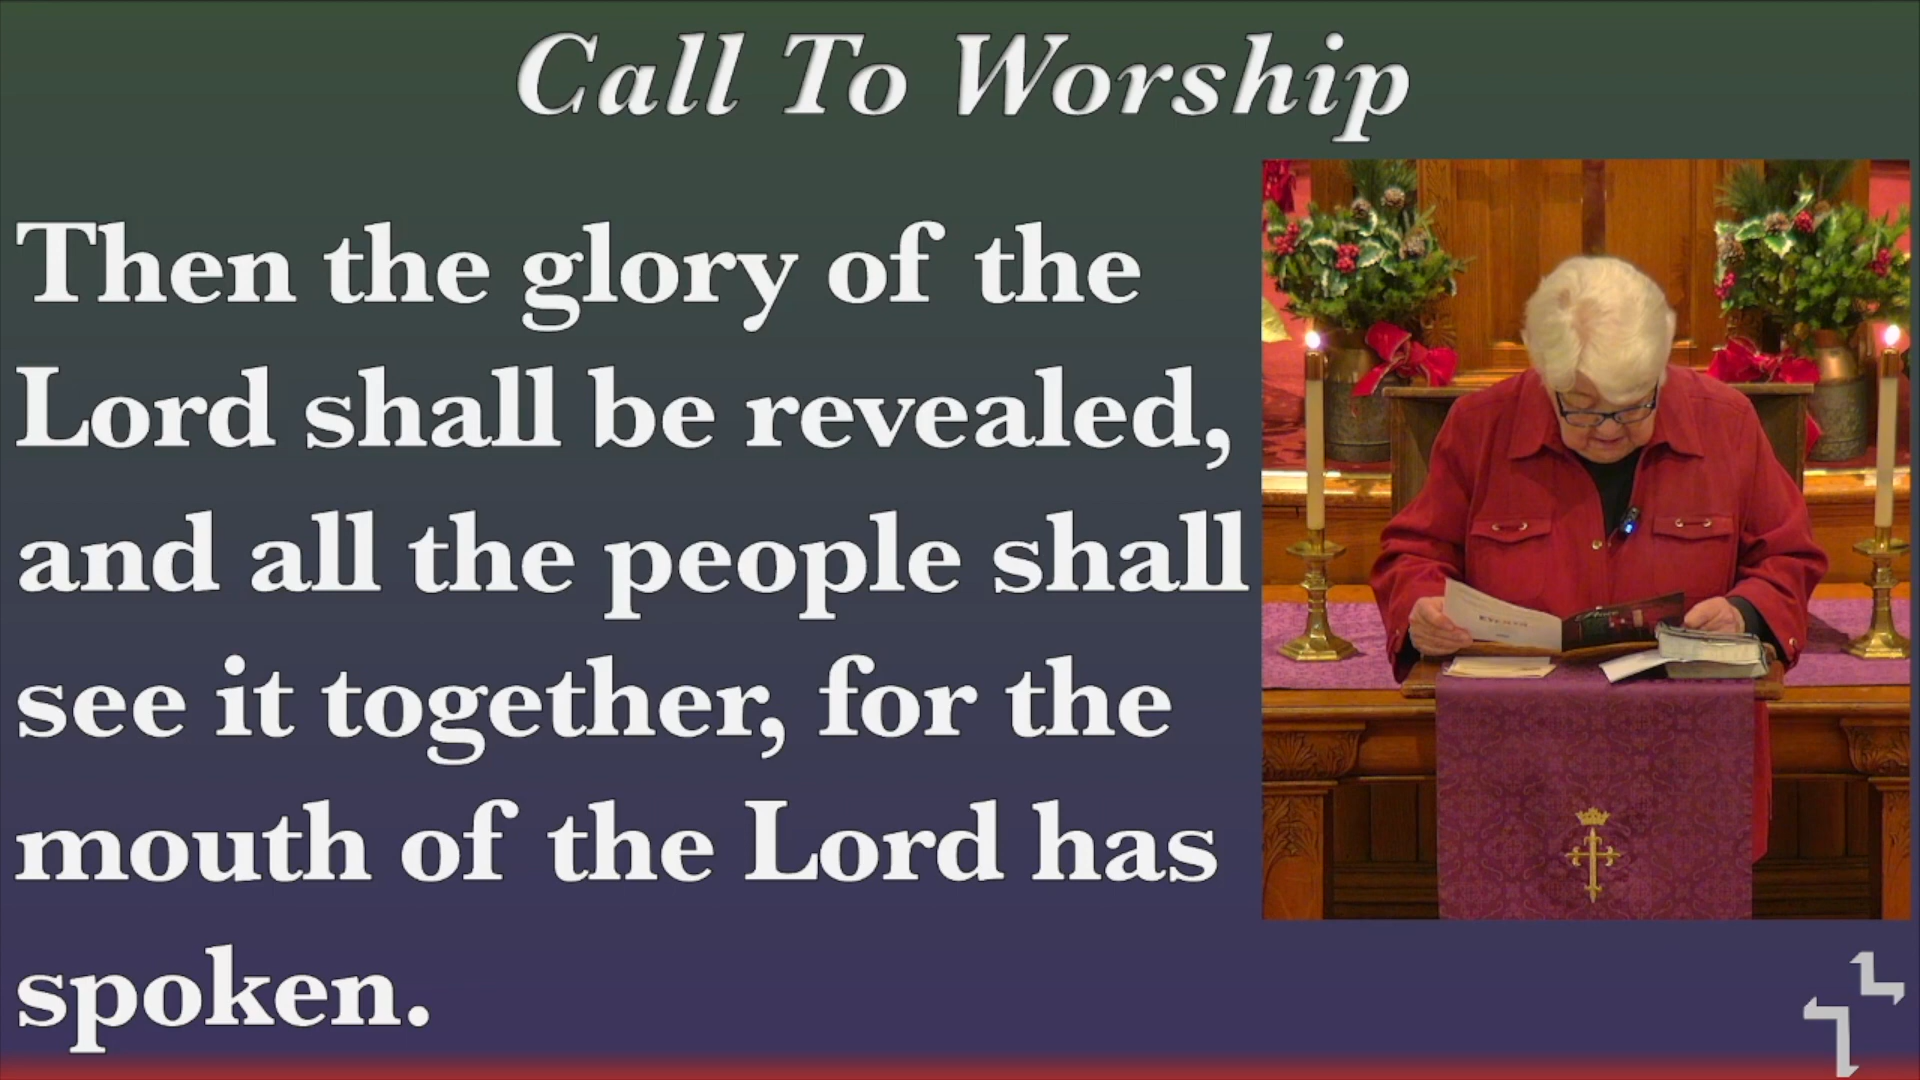 Call To Worship
Then the glory of the
Lord shall be revealed,
and all the people shall
see it together, for the
mouth of the Lord has
spoken.